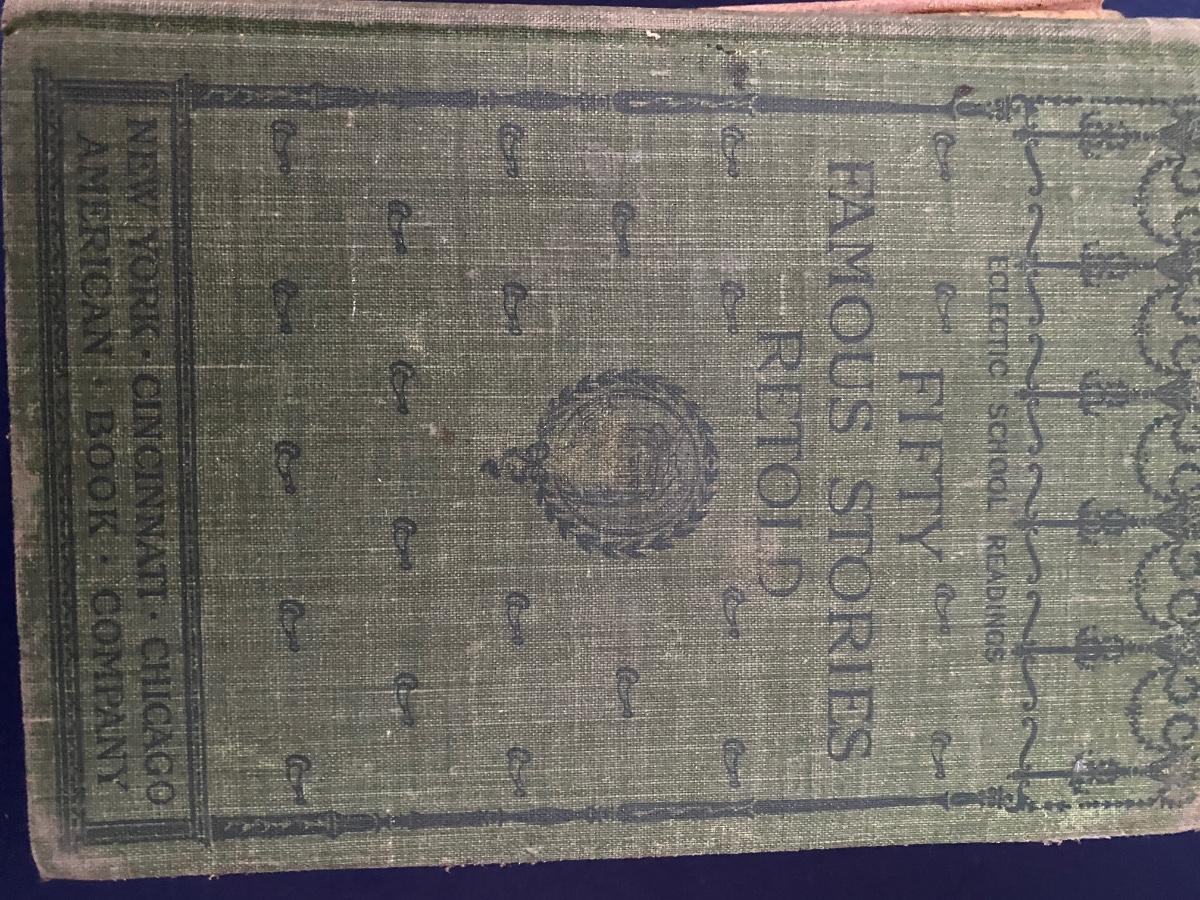 ECLECTIC SCHOOL READINGS
FIFTY
FAMOUS STORIES
RETOLD
NEW YORK · CINCINNATI · CHICAGO
AMERICAN · BOOK · COMPANY